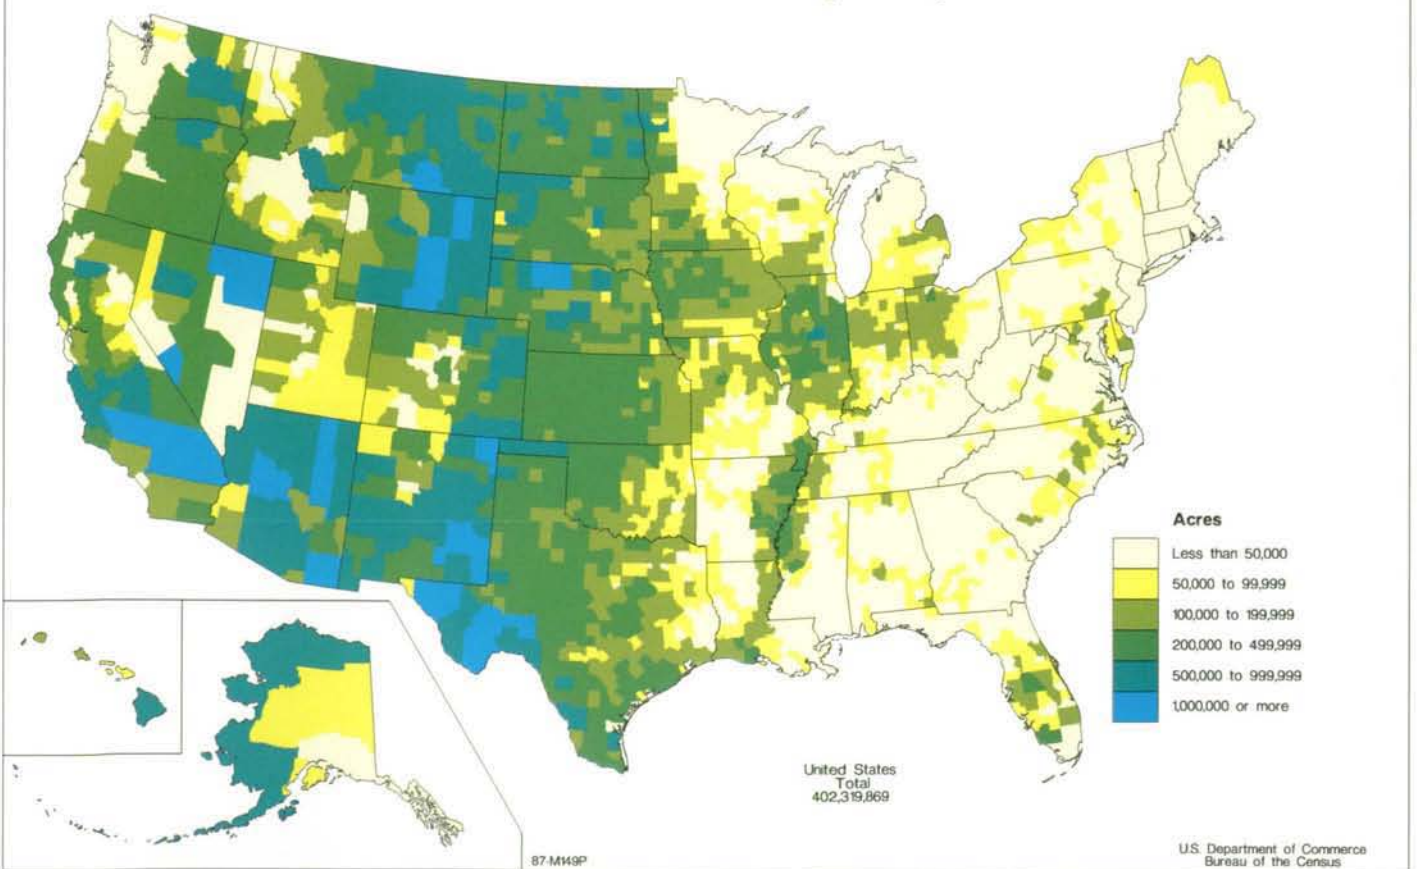 Acres
Less than 50,000
50,000 to 99,999
100,000 to 199,999
200,000 to 499,999
500,000 to 999,999
1,000,000 or more
United States
Total
402,319,869
87-M149P
U.S. Department of Commerce
Bureau of the Census